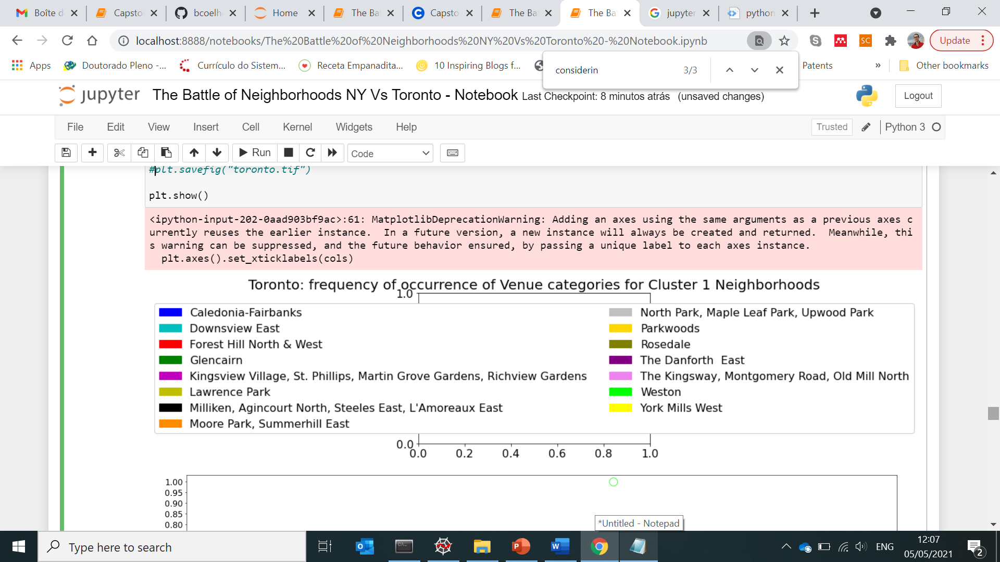 Boîte d
Capsto
bcoelh
Home
The Ba
Capsto
The Ba
The Ba
jupyter
python
localhost:8888/notebooks/The%20Battle%20of%20Neighborhoods%20NY%20Vs%20Toronto%20-%20Notebook.ipynb
SC
Update
Apps
Doutorado Pleno -...
Currículo do Sistem...
Receta Empanadita...
10 Inspiring Blogs f...
Patents
»
Other bookmarks
considerin
3/3
jupyter
The Battle of Neighborhoods NY Vs Toronto - Notebook
Last Checkpoint: 8 minutos atrás
(unsaved changes)
Logout
File
Edit
View
Insert
Cell
Kernel
Widgets
Help
Trusted
Python 3
Run
Code
#plt.savefig("toronto.tif")
plt.show()
<ipython-input-202-0aad903bf9ac>:61: MatplotlibDeprecationWarning: Adding an axes using the same arguments as a previous axes c
urrently reuses the earlier instance.  In a future version, a new instance will always be created and returned.  Meanwhile, thi
s warning can be suppressed, and the future behavior ensured, by passing a unique label to each axes instance.
  plt.axes().set_xticklabels(cols)
Toronto: frequency of occurrence of Venue categories for Cluster 1 Neighborhoods
1.0
Caledonia-Fairbanks
Downsview East
Forest Hill North & West
Glencairn
Kingsview Village, St. Phillips, Martin Grove Gardens, Richview Gardens
Lawrence Park
Milliken, Agincourt North, Steeles East, L'Amoreaux East
Moore Park, Summerhill East
North Park, Maple Leaf Park, Upwood Park
Parkwoods
Rosedale
The Danforth  East
The Kingsway, Montgomery Road, Old Mill North
Weston
York Mills West
0.0
0.0 0.2 0.4 0.6 0.8 1.0
1.00
0.95
0.90
0.85
0.80
*Untitled - Notepad
Type here to search
ENG
12:07
05/05/2021
2